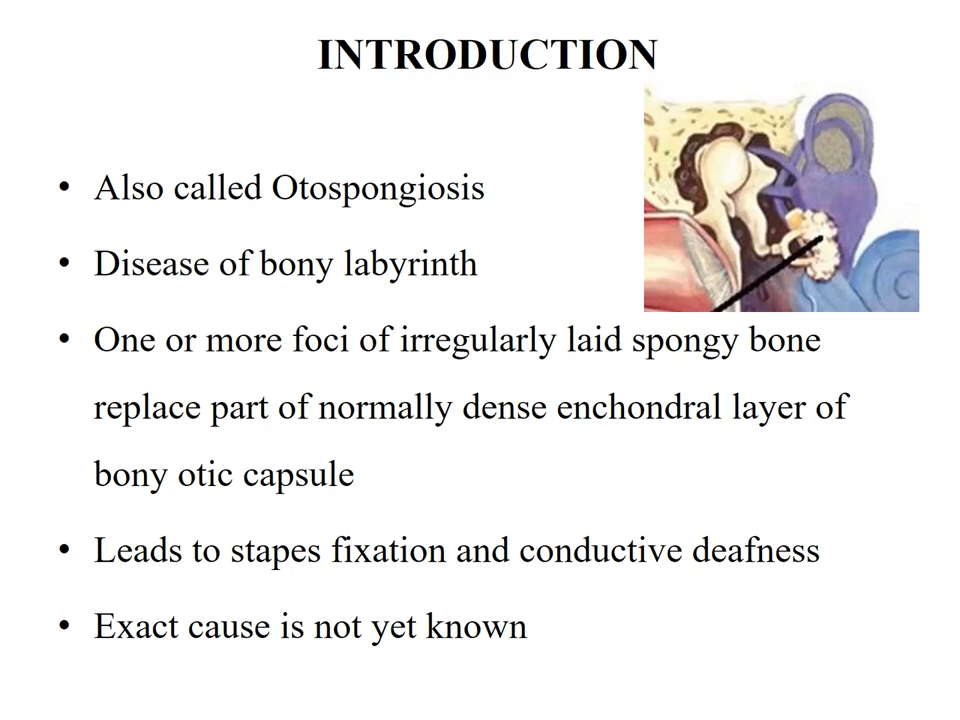 INTRODUCTION
• Also called Otospongiosis
• Disease of bony labyrinth
• One or more foci of irregularly laid spongy bone
replace part of normally dense enchondral layer of
bony otic capsule
• Leads to stapes fixation and conductive deafness
• Exact cause is not yet known